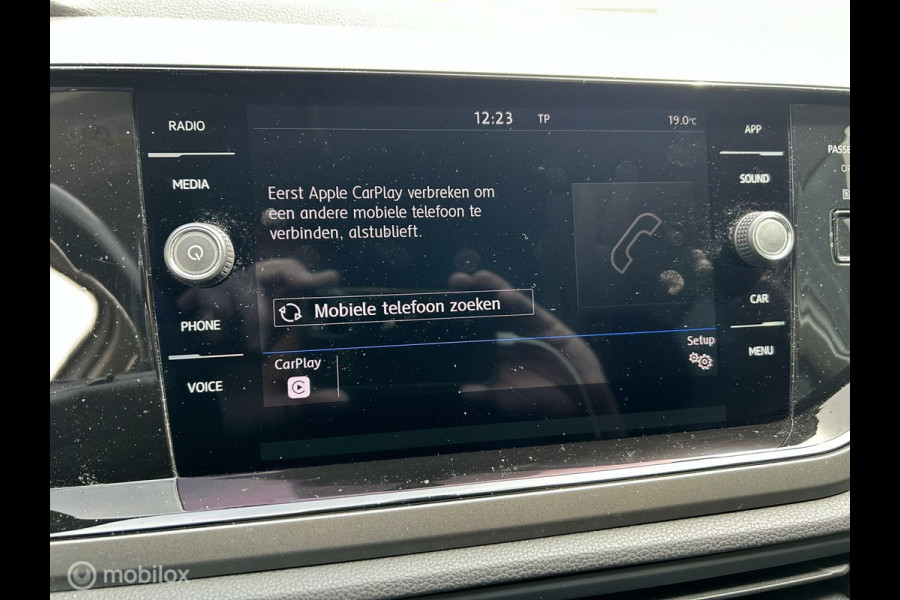 12:23 TP 19.0°C
RADIO
MEDIA
PHONE
VOICE
Eerst Apple CarPlay verbreken om
een andere mobiele telefoon te
verbinden, alstublieft.
Mobiele telefoon zoeken
CarPlay
Setup
APP
SOUND
CAR
MENU
PASSE
mobilox